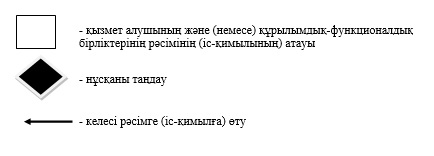 - қызмет алушының және (немесе) құрылымдық-функционалдық
бірліктерінің рәсімінің (іс-қимылының) атауы
- нұсқаны таңдау
- келесі рәсімге (іс-қимылға) өту